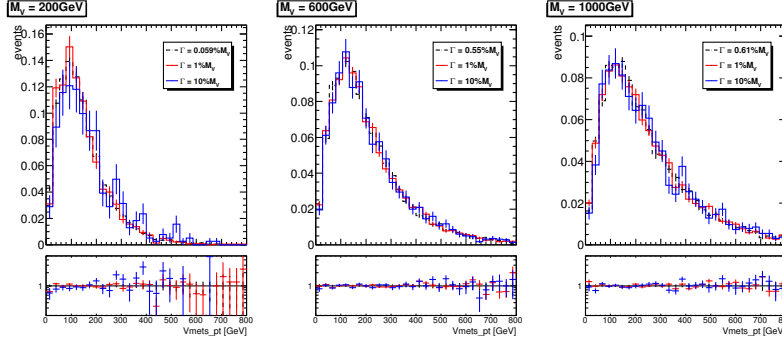 M_V = 200GeV
events
0.16
0.14
0.12
0.1
0.08
0.06
0.04
0.02
0
Γ = 0.059%M_V
Γ = 1%M_V
Γ = 10%M_V
1
0 100 200 300 400 500 600 700 800
Vmets_pt [GeV]
M_V = 600GeV
events
0.12
0.1
0.08
0.06
0.04
0.02
0
Γ = 0.55%M_V
Γ = 1%M_V
Γ = 10%M_V
1
0 100 200 300 400 500 600 700 800
Vmets_pt [GeV]
M_V = 1000GeV
events
0.1
0.08
0.06
0.04
0.02
0
Γ = 0.61%M_V
Γ = 1%M_V
Γ = 10%M_V
1
0 100 200 300 400 500 600 700 80
Vmets_pt [GeV]